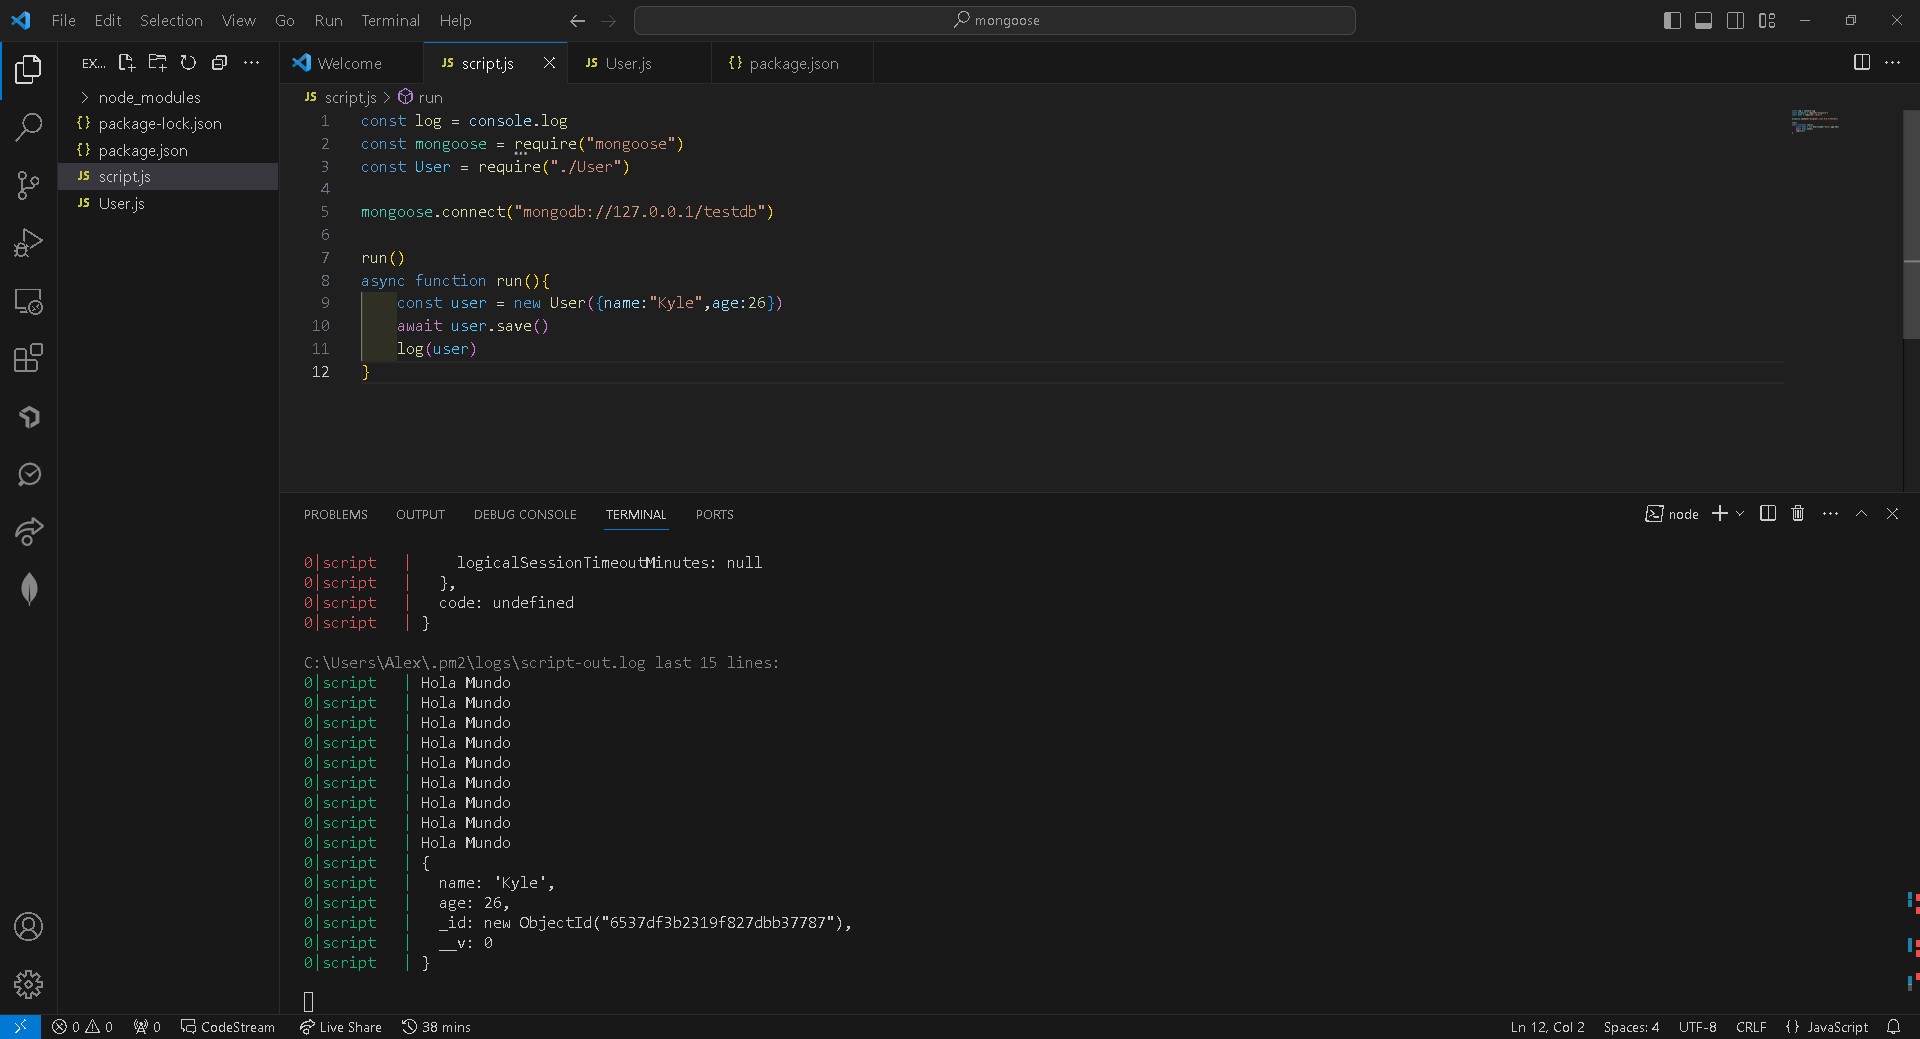 File Edit Selection View Go Run Terminal Help
mongoose
EX...
Welcome
JS script.js
JS User.js
{} package.json
node_modules
{} package-lock.json
{} package.json
JS script.js
JS User.js
JS script.js > run
1 const log = console.log
2 const mongoose = require("mongoose")
3 const User = require("./User")
4
5 mongoose.connect("mongodb://127.0.0.1/testdb")
6
7 run()
8 async function run(){
9 const user = new User({name:"Kyle",age:26})
10 await user.save()
11 log(user)
12 }
PROBLEMS OUTPUT DEBUG CONSOLE TERMINAL PORTS
node
0|script | logicalSessionTimeoutMinutes: null
0|script | },
0|script | code: undefined
0|script | }
C:\Users\Alex\.pm2\logs\script-out.log last 15 lines:
0|script | Hola Mundo
0|script | Hola Mundo
0|script | Hola Mundo
0|script | Hola Mundo
0|script | Hola Mundo
0|script | Hola Mundo
0|script | Hola Mundo
0|script | Hola Mundo
0|script | Hola Mundo
0|script | {
0|script | name: 'Kyle',
0|script | age: 26,
0|script | _id: new ObjectId("6537df3b2319f827dbb37787"),
0|script | __v: 0
0|script | }
0 0 0 CodeStream Live Share 38 mins
Ln 12, Col 2 Spaces: 4 UTF-8 CRLF {} JavaScript